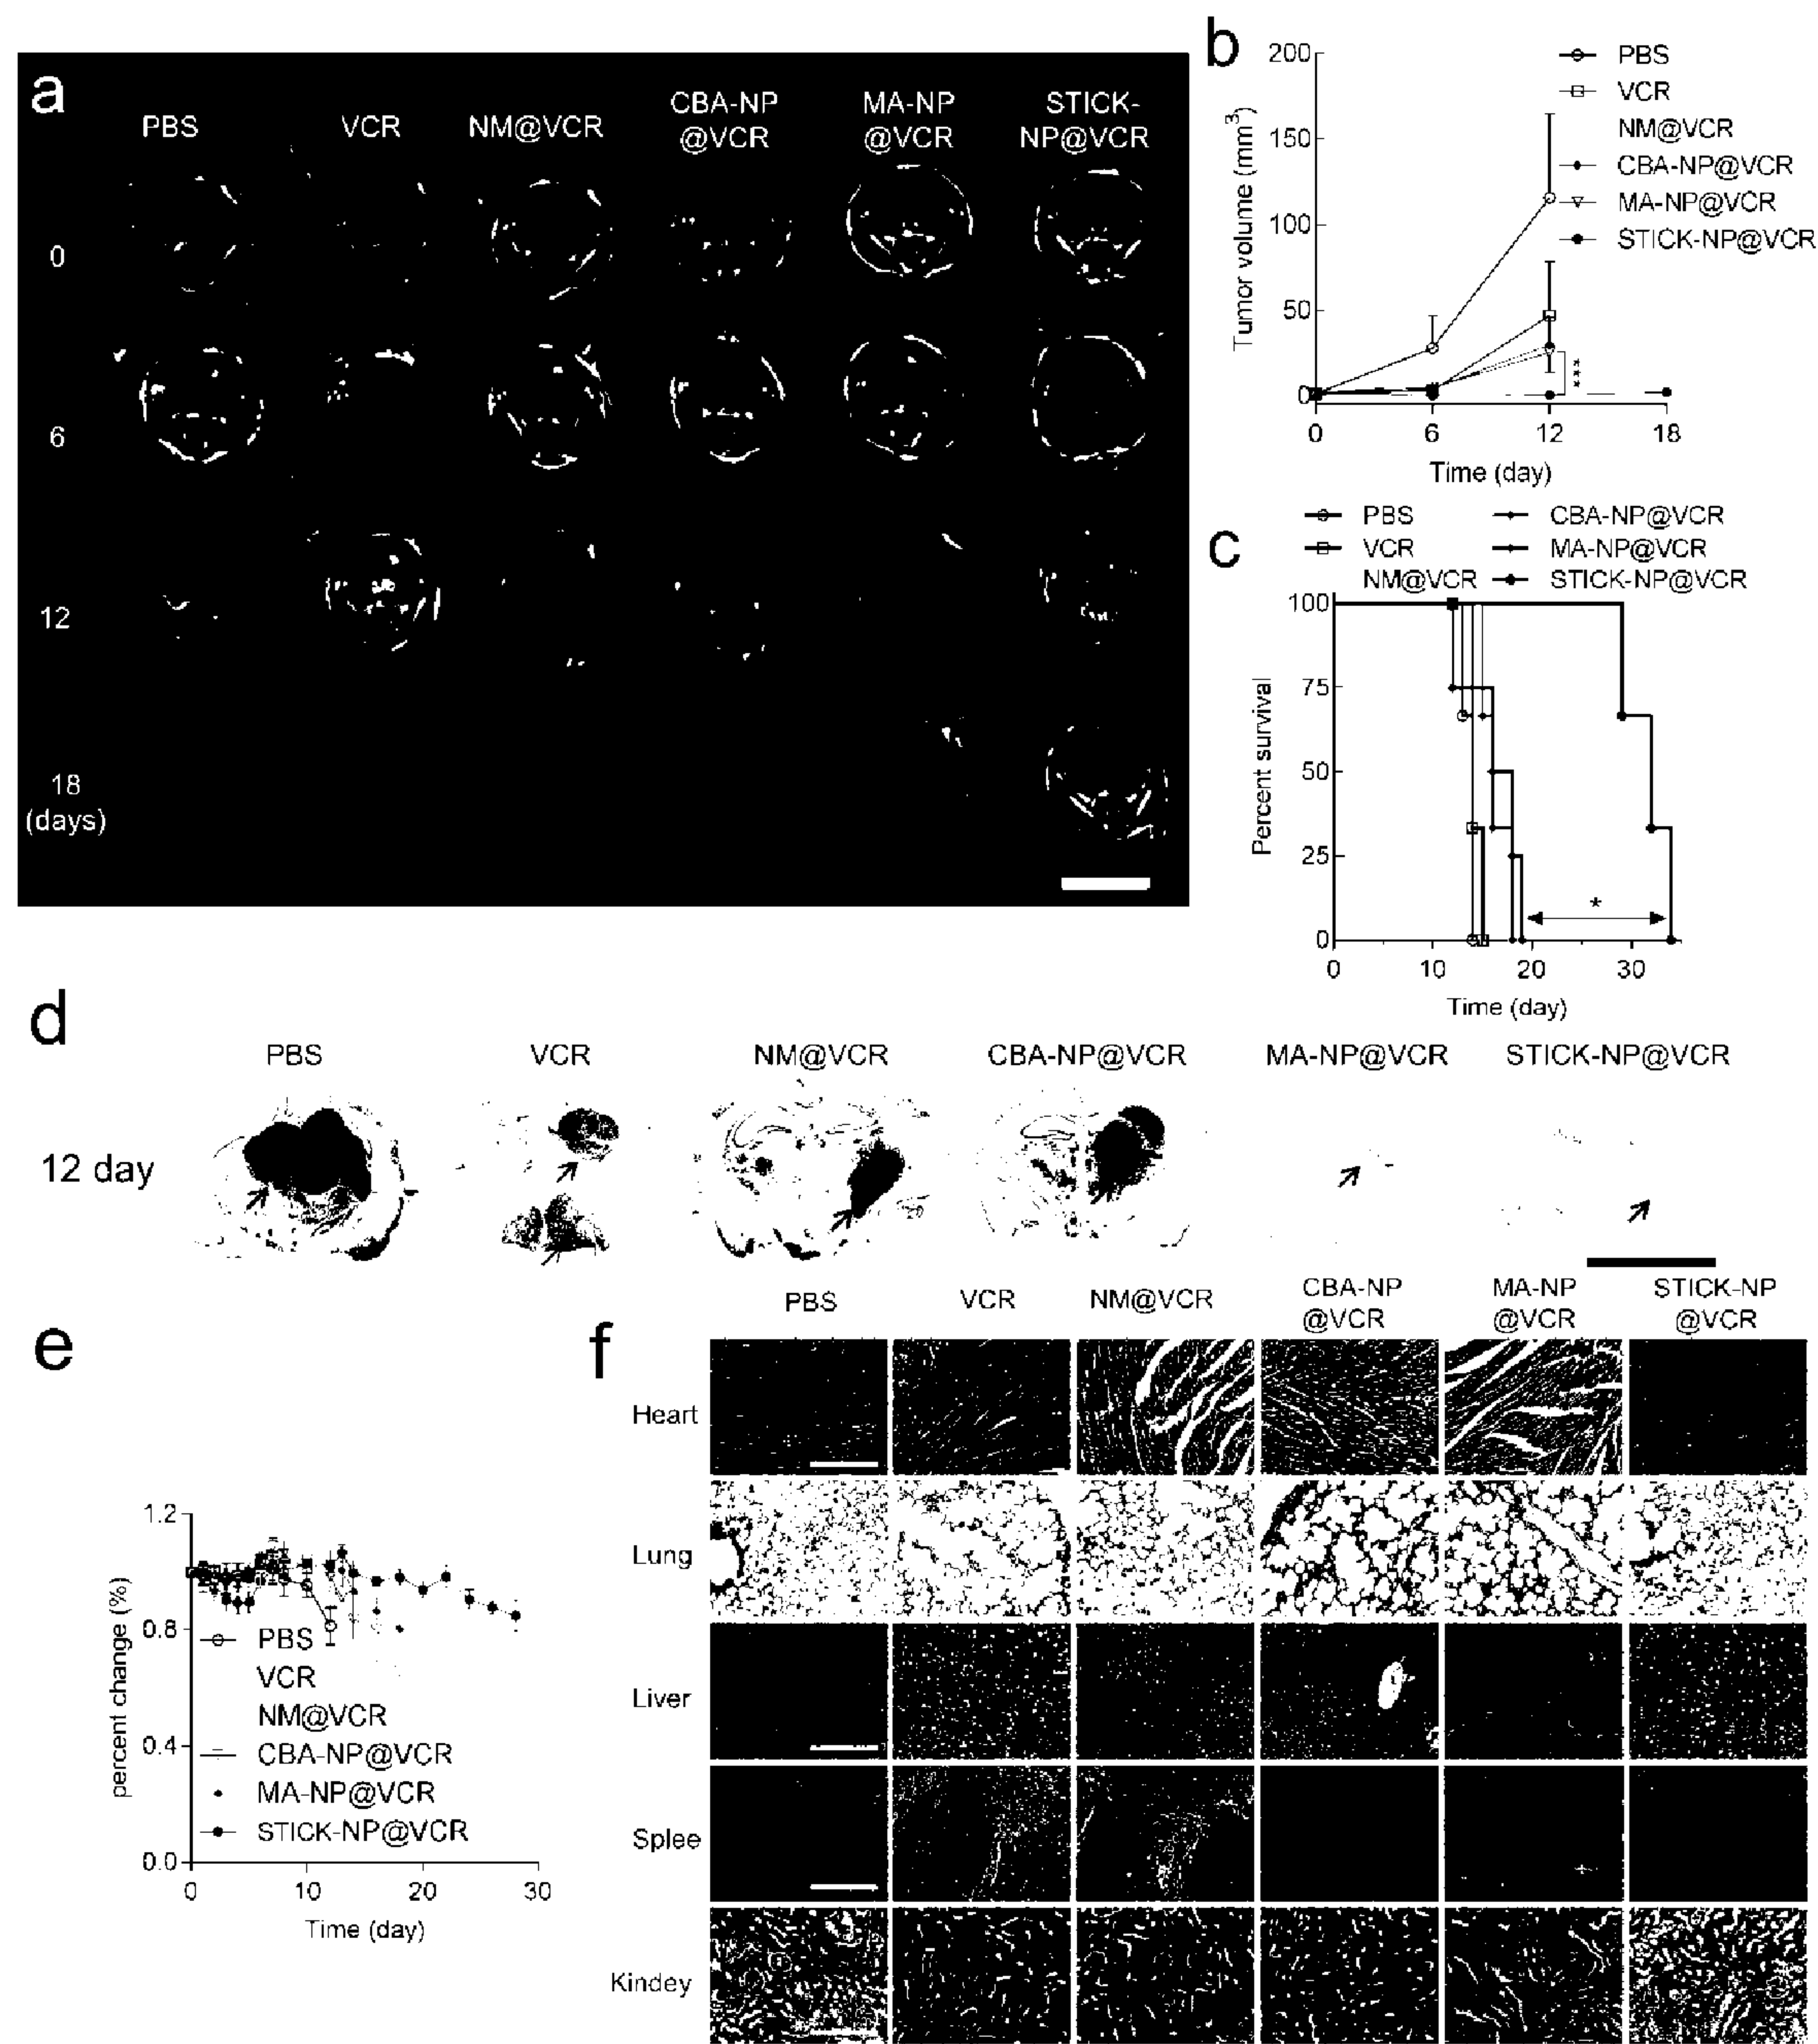 a
PBS
VCR
NM@VCR
CBA-NP
@VCR
MA-NP
@VCR
STICK-
NP@VCR
0
6
12
18
(days)
b
Tumor volume (mm³)
200
150
100
50
0
0 6 12 18
Time (day)
PBS
VCR
NM@VCR
CBA-NP@VCR
MA-NP@VCR
STICK-NP@VCR
***
c
PBS
VCR
NM@VCR
CBA-NP@VCR
MA-NP@VCR
STICK-NP@VCR
Percent survival
100
75
50
25
0
*
0 10 20 30
Time (day)
d
PBS VCR NM@VCR CBA-NP@VCR MA-NP@VCR STICK-NP@VCR
12 day
e
percent change (%)
1.2
0.8
0.4
0.0
PBS
VCR
NM@VCR
CBA-NP@VCR
MA-NP@VCR
STICK-NP@VCR
0 10 20 30
Time (day)
f
PBS
VCR
NM@VCR
CBA-NP
@VCR
MA-NP
@VCR
STICK-NP
@VCR
Heart
Lung
Liver
Splee
Kindey